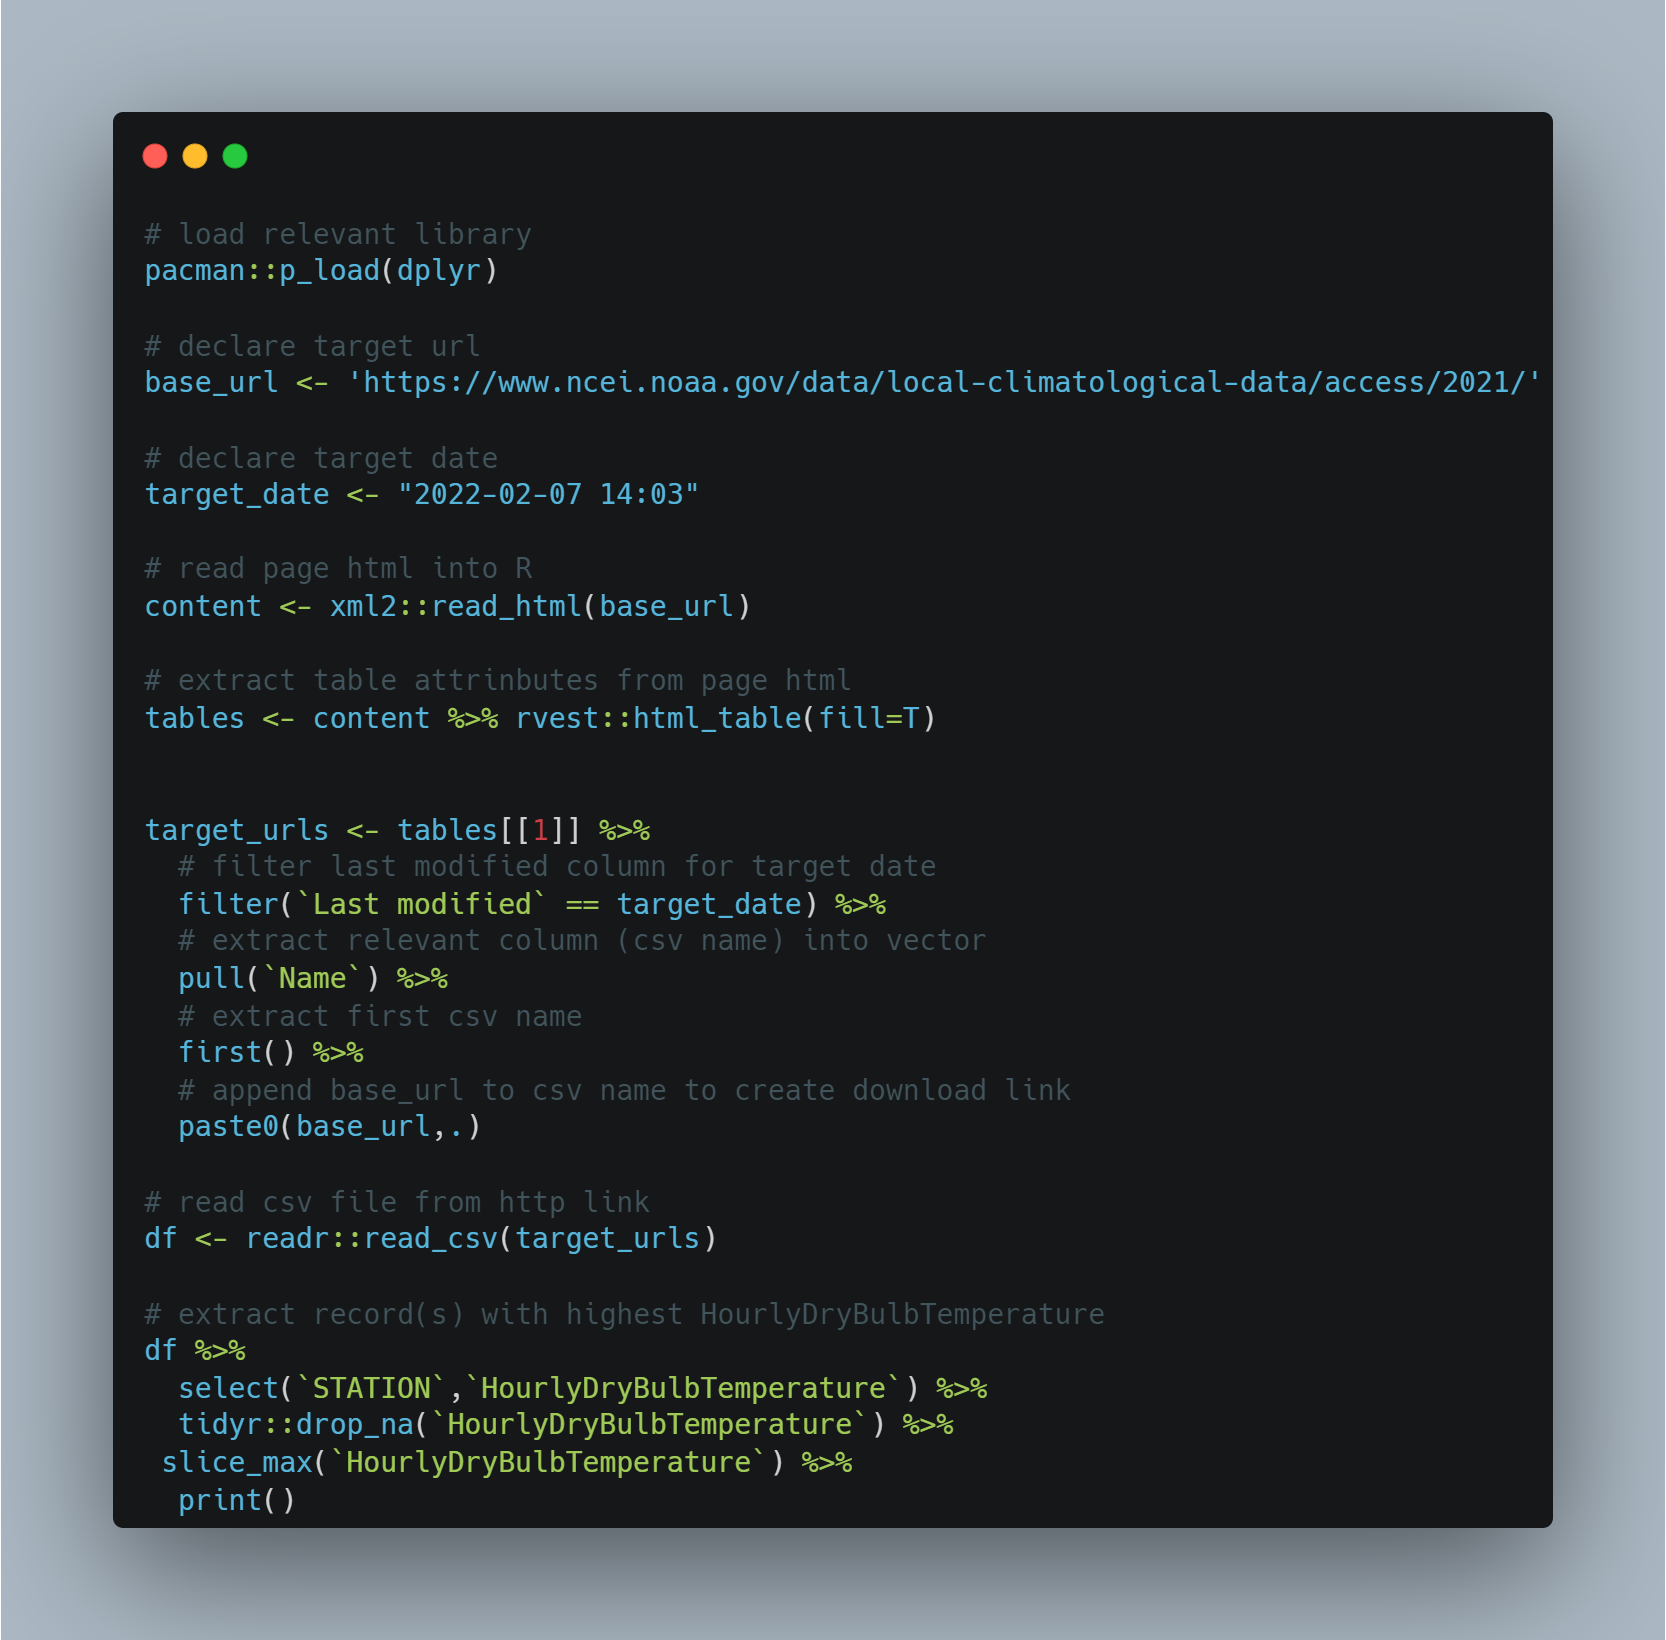 # load relevant library
pacman::p_load(dplyr)
# declare target url
base_url <- 'https://www.ncei.noaa.gov/data/local-climatological-data/access/2021/'
# declare target date
target_date <- "2022-02-07 14:03"
# read page html into R
content <- xml2::read_html(base_url)
# extract table attrinbutes from page html
tables <- content %>% rvest::html_table(fill=T)
target_urls <- tables[[1]] %>%
  # filter last modified column for target date
  filter(`Last modified` == target_date) %>%
  # extract relevant column (csv name) into vector
  pull(`Name`) %>%
  # extract first csv name
  first() %>%
  # append base_url to csv name to create download link
  paste0(base_url,.)
# read csv file from http link
df <- readr::read_csv(target_urls)
# extract record(s) with highest HourlyDryBulbTemperature
df %>%
  select(`STATION`,`HourlyDryBulbTemperature`) %>%
  tidyr::drop_na(`HourlyDryBulbTemperature`) %>%
 slice_max(`HourlyDryBulbTemperature`) %>%
  print()